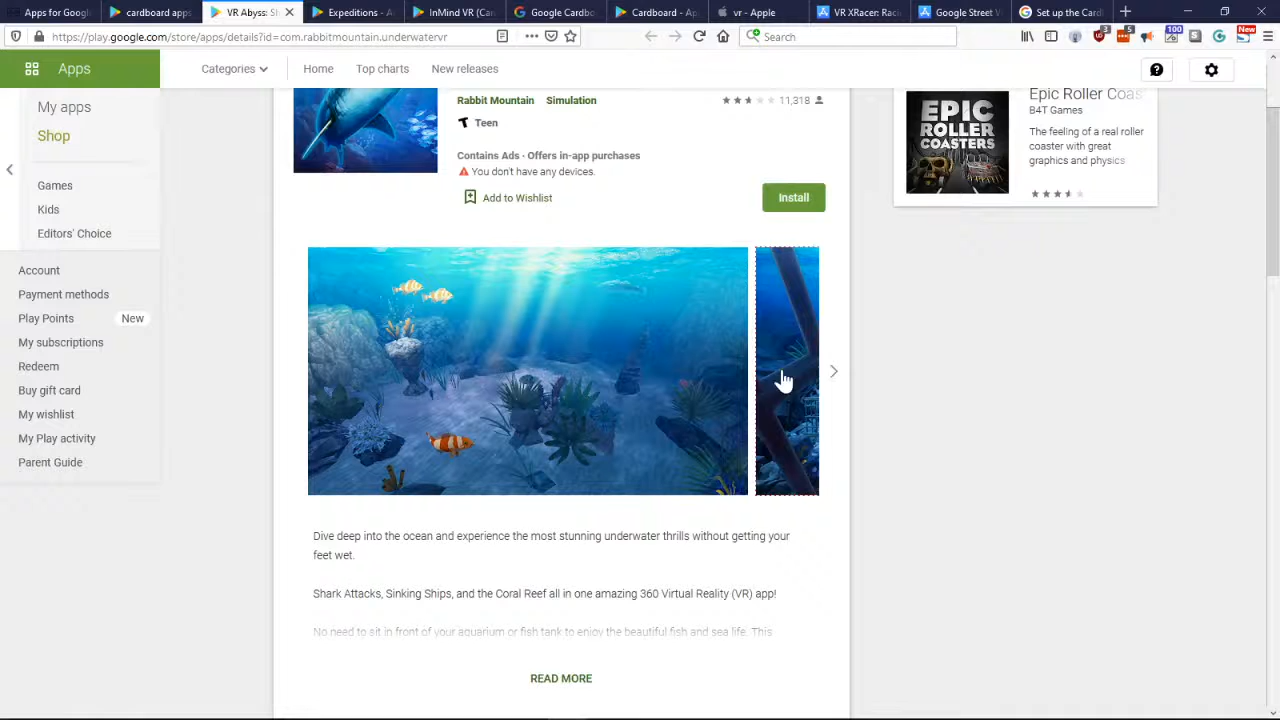 Apps for Googl
cardboard apps
VR Abyss: S
Expeditions - A
InMind VR (Car
Google Cardbo
Cardboard - Ap
vr - Apple
VR XRacer: Rac
Google Street V
Set up the Cardl
https://play.google.com/store/apps/details?id=com.rabbitmountain.underwatervr
Search
3
5
100
New
Apps
Categories
Home
Top charts
New releases
My apps
Shop
Games
Kids
Editors' Choice
Account
Payment methods
Play Points
New
My subscriptions
Redeem
Buy gift card
My wishlist
My Play activity
Parent Guide
Rabbit Mountain
Simulation
11,318
Teen
Contains Ads · Offers in-app purchases
You don't have any devices.
Add to Wishlist
Install
Dive deep into the ocean and experience the most stunning underwater thrills without getting your
feet wet.
Shark Attacks, Sinking Ships, and the Coral Reef all in one amazing 360 Virtual Reality (VR) app!
No need to sit in front of your aquarium or fish tank to enjoy the beautiful fish and sea life. This
READ MORE
EPIC
ROLLER
COASTERS
Epic Roller Coas
B4T Games
The feeling of a real roller
coaster with great
graphics and physics